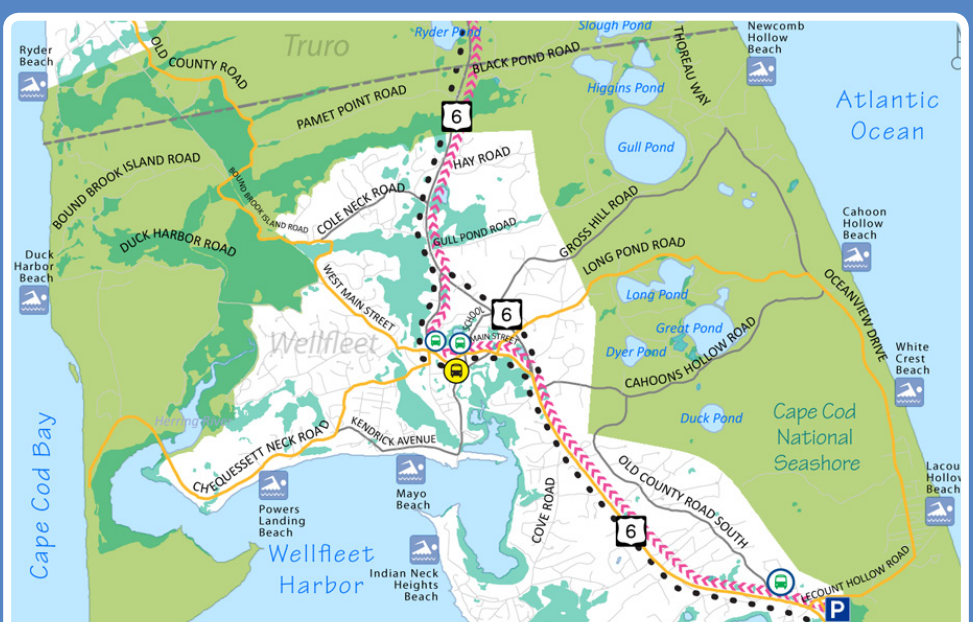 Ryder
Beach
OLD
COUNTY ROAD
Truro
Ryder Pond
Slough Pond
Newcomb
Hollow
Beach
BLACK POND ROAD
THOREAU WAY
PAMET POINT ROAD
6
Higgins Pond
Atlantic
Ocean
Gull Pond
BOUND BROOK ISLAND ROAD
BOUND BROOK ISLAND ROAD
HAY ROAD
COLE NECK ROAD
DUCK HARBOR ROAD
GULL POND ROAD
GROSS HILL ROAD
Cahoon
Hollow
Beach
Duck
Harbor
Beach
WEST MAIN STREET
LONG POND ROAD
Long Pond
OCEANVIEW DRIVE
6
SCHOOL
MAIN STREET
Wellfleet
Great Pond
Dyer Pond
CAHOONS HOLLOW ROAD
White
Crest
Beach
Duck Pond
Cape Cod
National
Seashore
Herring
CHEQUESSETT NECK ROAD
KENDRICK AVENUE
Cape Cod Bay
Powers
Landing
Beach
Mayo
Beach
COVE ROAD
OLD COUNTY ROAD SOUTH
Lecou
Hollow
Beach
6
Wellfleet
Harbor
Indian Neck
Heights
Beach
LECOUNT HOLLOW ROAD
P